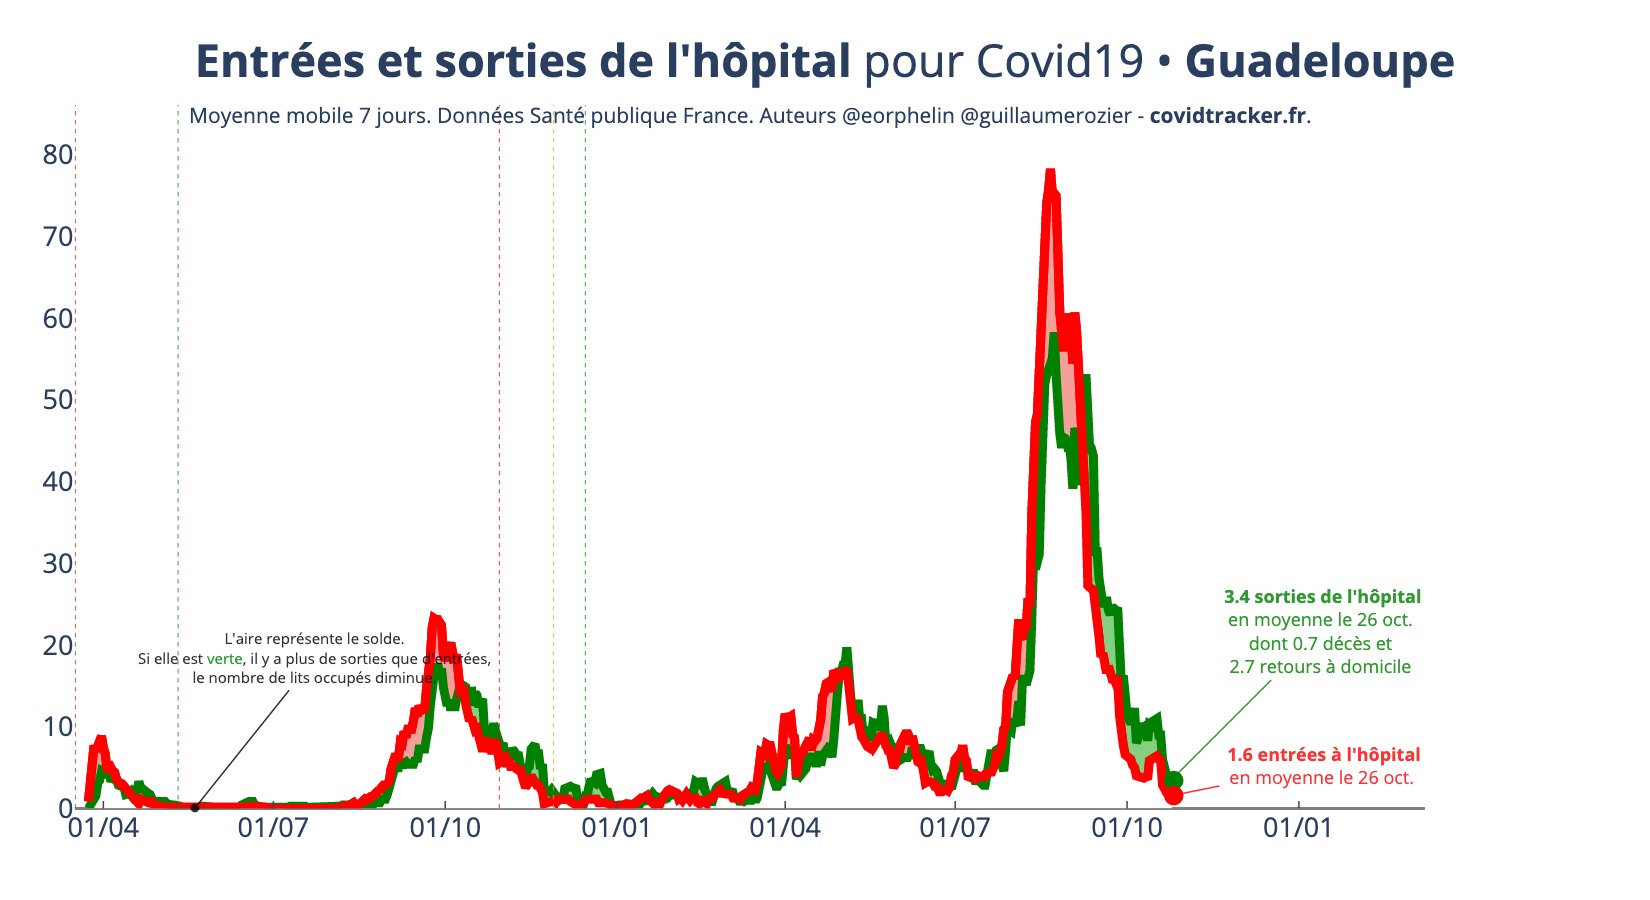 Entrées et sorties de l'hôpital pour Covid19 • Guadeloupe
Moyenne mobile 7 jours. Données Santé publique France. Auteurs @eorphelin @guillaumerozier - covidtracker.fr.
80
70
60
50
40
30
20
10
0
L'aire représente le solde.
Si elle est verte, il y a plus de sorties que d'entrées,
le nombre de lits occupés diminue.
3.4 sorties de l'hôpital
en moyenne le 26 oct.
dont 0.7 décès et
2.7 retours à domicile
1.6 entrées à l'hôpital
en moyenne le 26 oct.
01/04 01/07 01/10 01/01 01/04 01/07 01/10 01/01